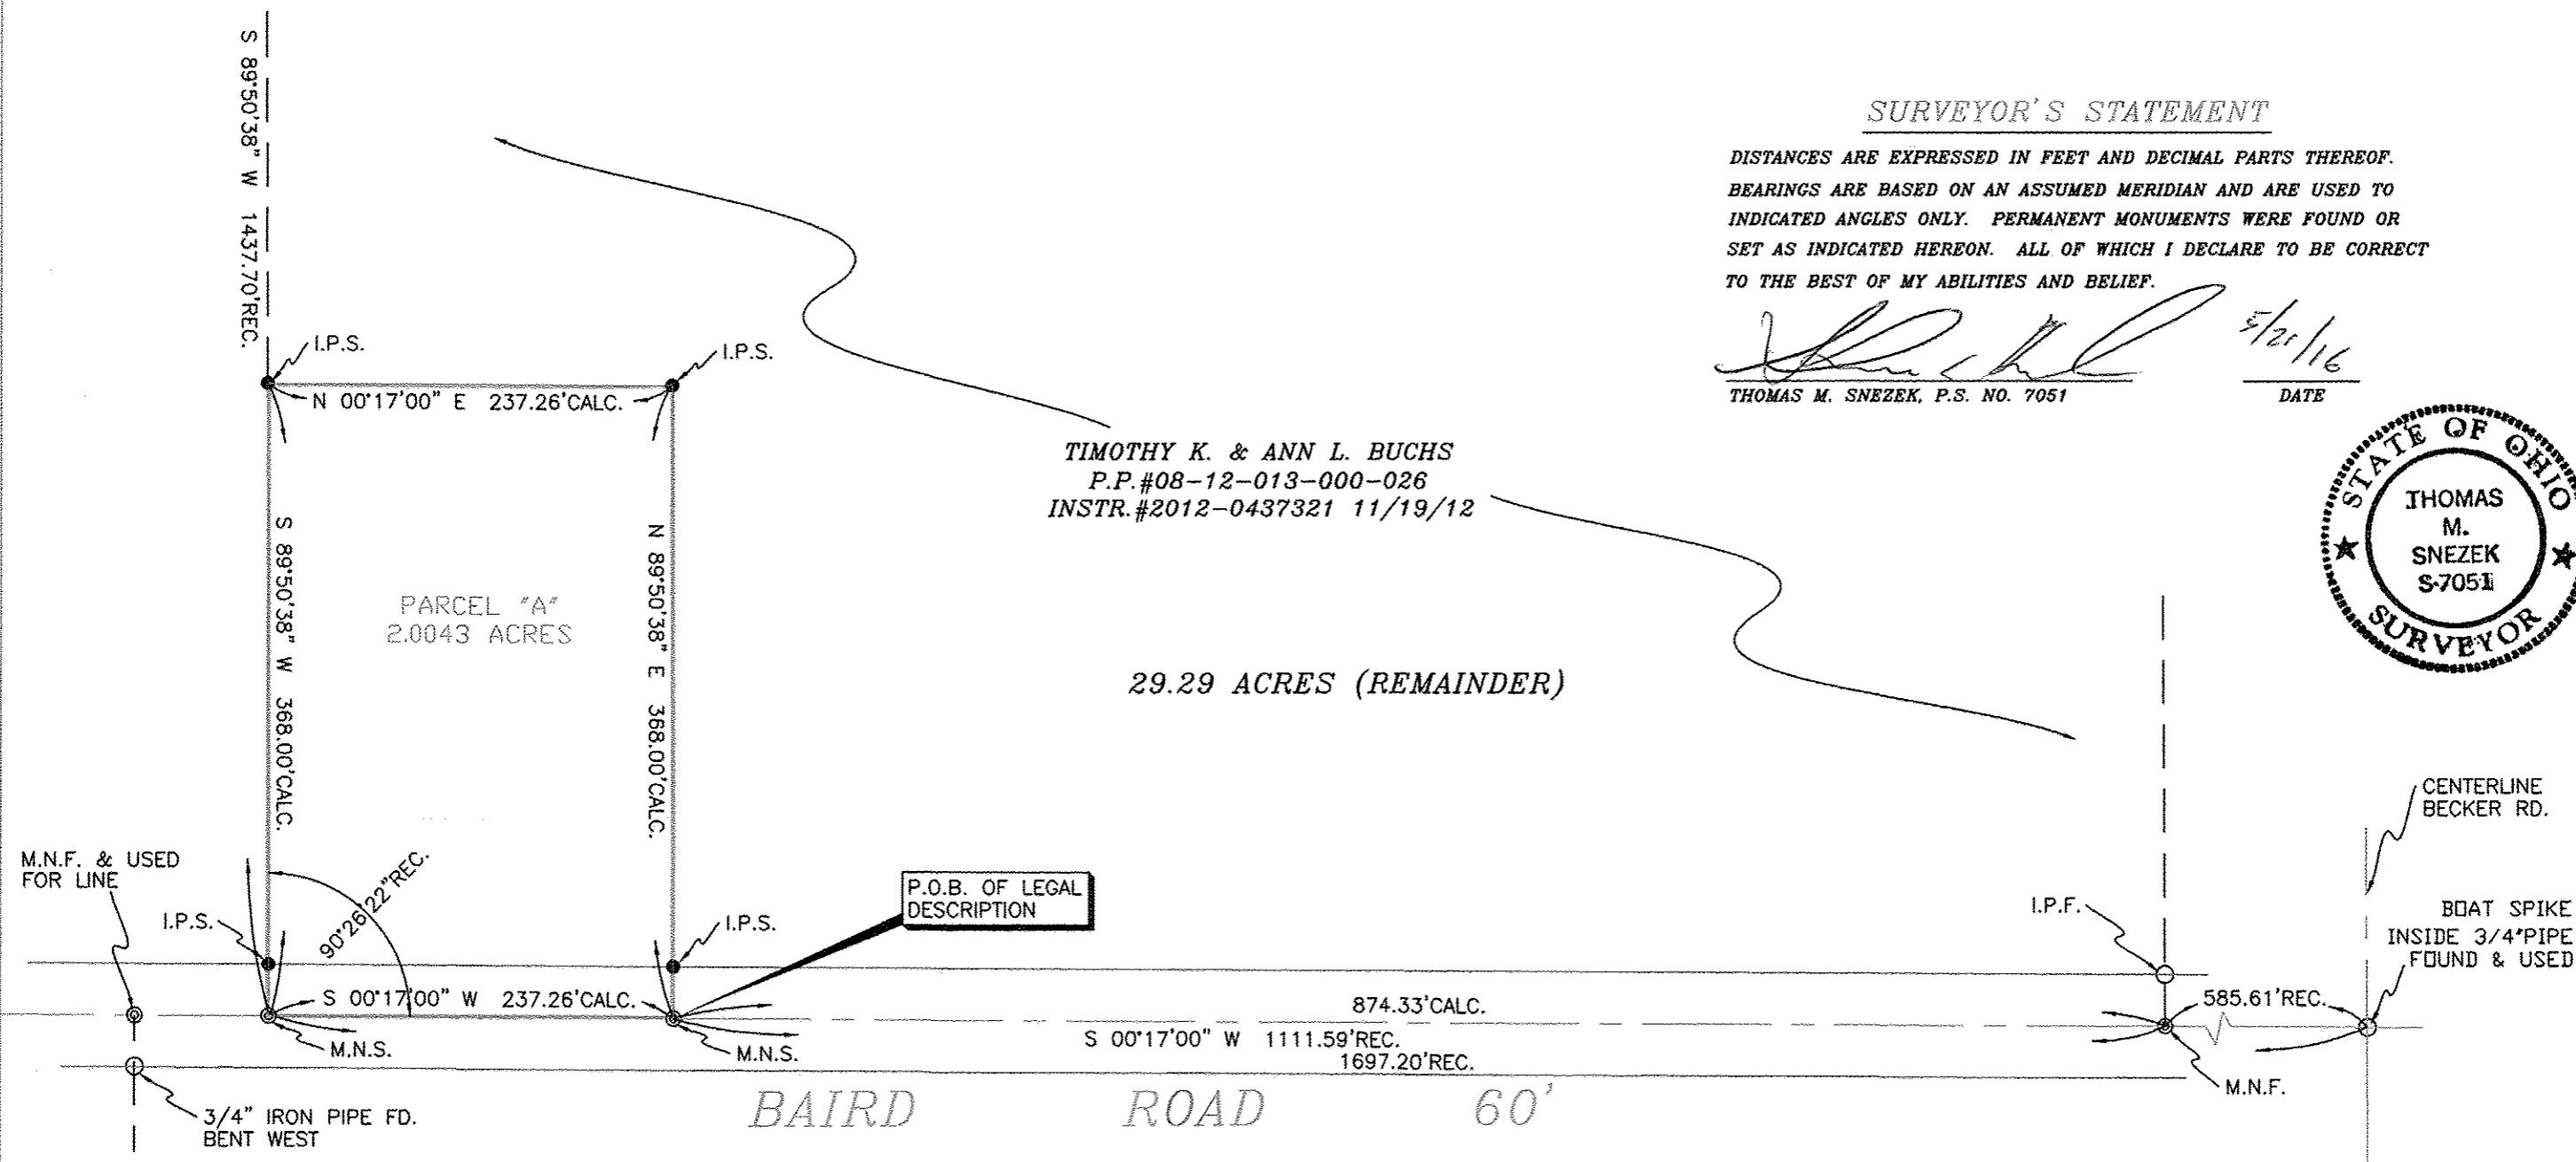 S 89°50'38" W 1437.70'REC.
SURVEYOR'S STATEMENT
DISTANCES ARE EXPRESSED IN FEET AND DECIMAL PARTS THEREOF.
BEARINGS ARE BASED ON AN ASSUMED MERIDIAN AND ARE USED TO
INDICATED ANGLES ONLY. PERMANENT MONUMENTS WERE FOUND OR
SET AS INDICATED HEREON. ALL OF WHICH I DECLARE TO BE CORRECT
TO THE BEST OF MY ABILITIES AND BELIEF.
THOMAS M. SNEZEK, P.S. NO. 7051
DATE
STATE OF OHIO
THOMAS
M.
SNEZEK
S-7051
SURVEYOR
I.P.S.
I.P.S.
N 00°17'00" E 237.26'CALC.
TIMOTHY K. & ANN L. BUCHS
P.P.#08-12-013-000-026
INSTR.#2012-0437321 11/19/12
S 89°50'38" W 368.00'CALC.
N 89°50'38" E 368.00'CALC.
PARCEL "A"
2.0043 ACRES
29.29 ACRES (REMAINDER)
CENTERLINE
BECKER RD.
M.N.F. & USED
FOR LINE
I.P.S.
90°26'22"REC.
P.O.B. OF LEGAL
DESCRIPTION
I.P.S.
I.P.F.
BOAT SPIKE
INSIDE 3/4"PIPE
FOUND & USED
S 00°17'00" W 237.26'CALC.
874.33'CALC.
585.61'REC.
M.N.S.
M.N.S.
S 00°17'00" W 1111.59'REC.
1697.20'REC.
M.N.F.
3/4" IRON PIPE FD.
BENT WEST
BAIRD ROAD 60'